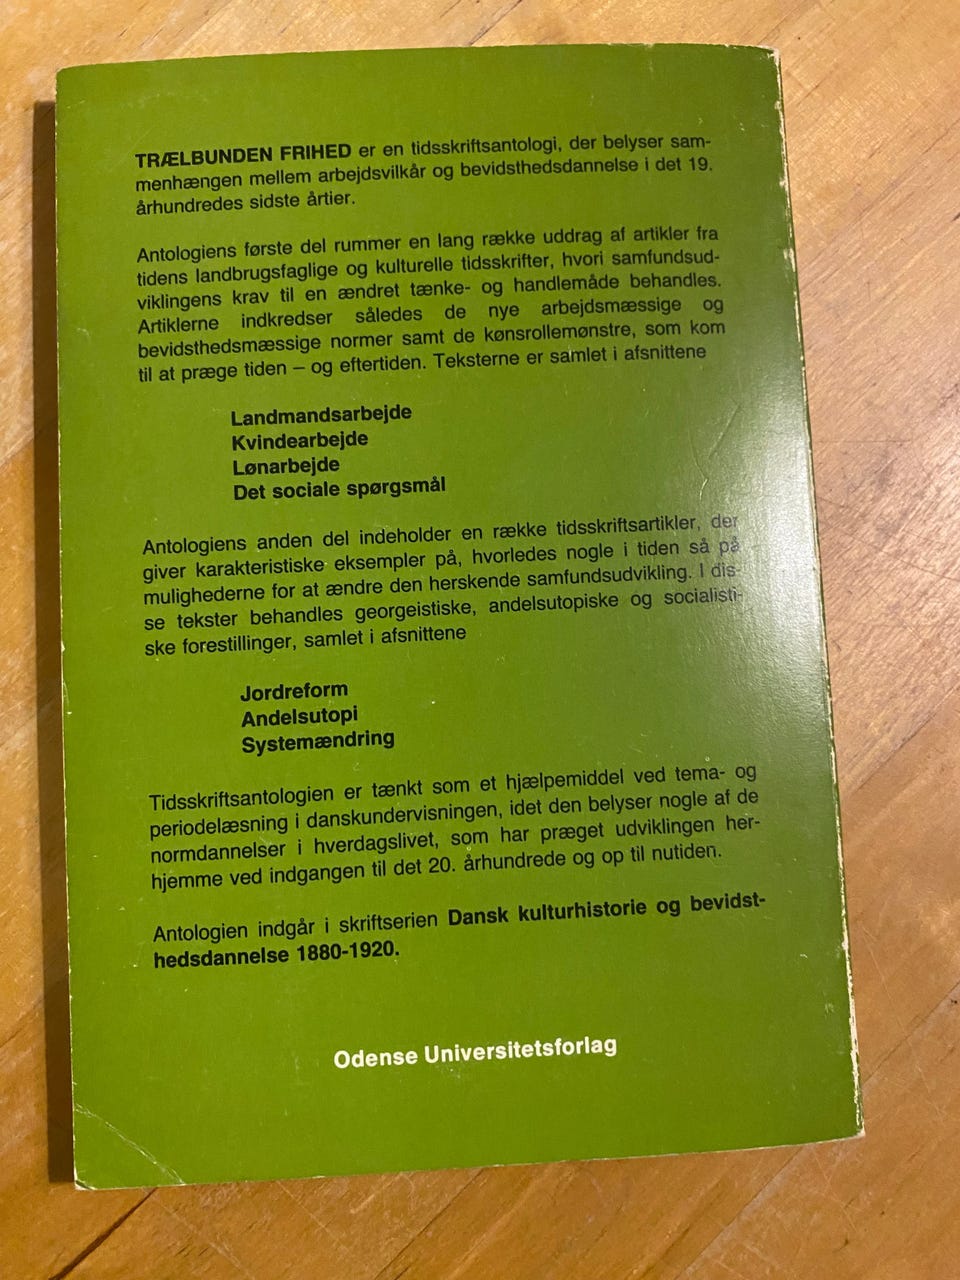 TRÆLBUNDEN FRIHED er en tidsskriftsantologi, der belyser sam-
menhængen mellem arbejdsvilkår og bevidsthedsdannelse i det 19.
århundredes sidste årtier.
Antologiens første del rummer en lang række uddrag af artikler fra
tidens landbrugsfaglige og kulturelle tidsskrifter, hvori samfundsud-
viklingens krav til en ændret tænke- og handlemåde behandles.
Artiklerne indkredser således de nye arbejdsmæssige og
bevidsthedsmæssige normer samt de kønsrollemønstre, som kom
til at præge tiden – og eftertiden. Teksterne er samlet i afsnittene
Landmandsarbejde
Kvindearbejde
Lønarbejde
Det sociale spørgsmål
Antologiens anden del indeholder en række tidsskriftsartikler, der
giver karakteristiske eksempler på, hvorledes nogle i tiden så på
mulighederne for at ændre den herskende samfundsudvikling. I dis-
se tekster behandles georgeistiske, andelsutopiske og socialisti-
ske forestillinger, samlet i afsnittene
Jordreform
Andelsutopi
Systemændring
Tidsskriftsantologien er tænkt som et hjælpemiddel ved tema- og
periodelæsning i danskundervisningen, idet den belyser nogle af de
normdannelser i hverdagslivet, som har præget udviklingen her-
hjemme ved indgangen til det 20. århundrede og op til nutiden.
Antologien indgår i skriftserien Dansk kulturhistorie og bevidst-
hedsdannelse 1880-1920.
Odense Universitetsforlag